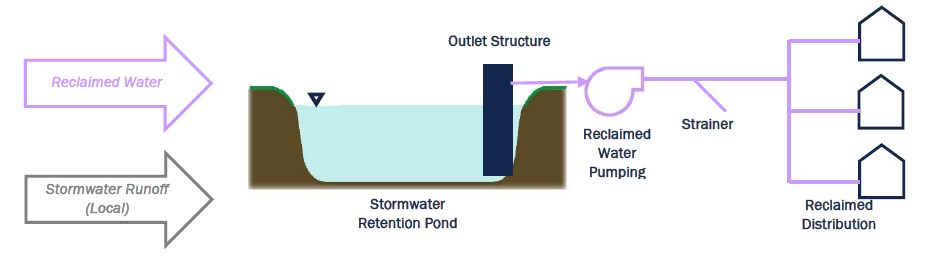 Outlet Structure
Reclaimed Water
Reclaimed
Water
Pumping
Strainer
Stormwater Runoff
(Local)
Stormwater
Retention Pond
Reclaimed
Distribution